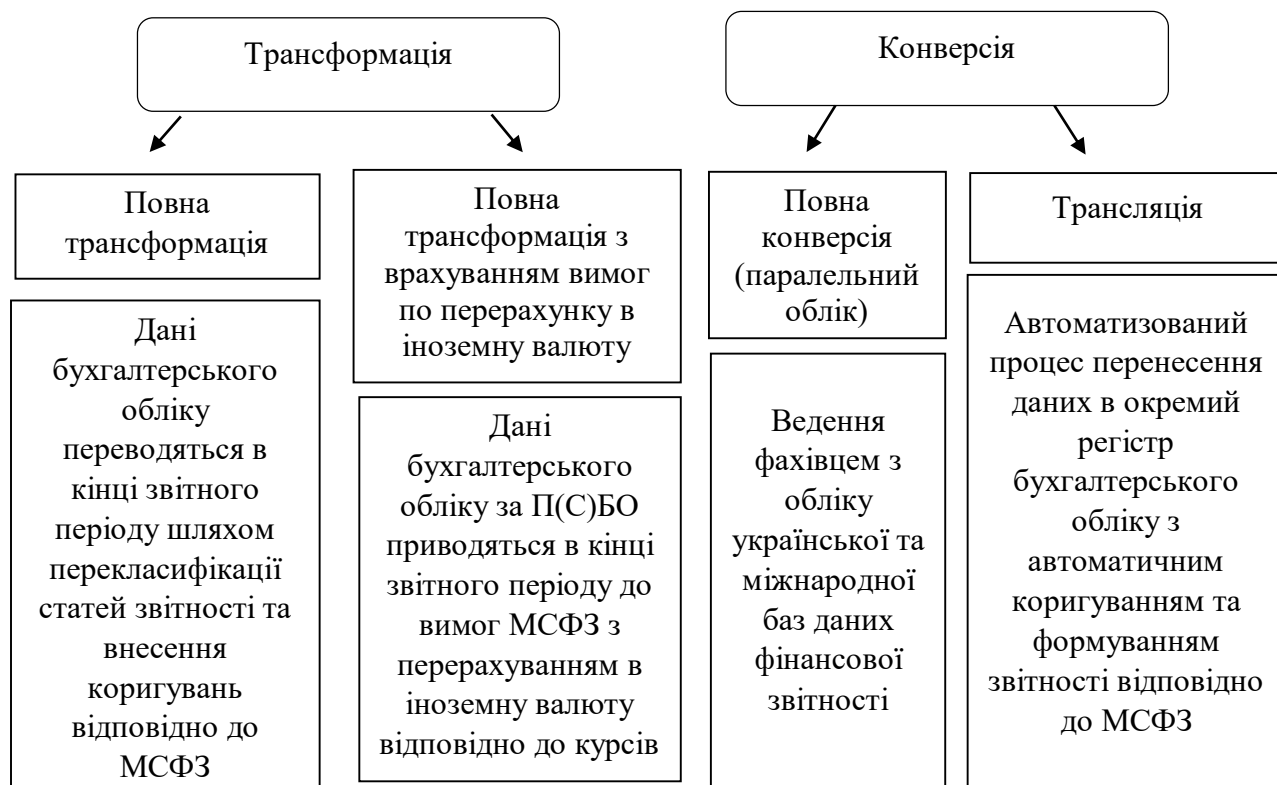 Трансформація
Конверсія
Повна
трансформація
Повна
трансформація з
врахуванням вимог
по перерахунку в
іноземну валюту
Повна
конверсія
(паралельний
облік)
Трансляція
Дані
бухгалтерського
обліку
переводяться в
кінці звітного
періоду шляхом
перекласифікації
статей звітності та
внесення
коригувань
відповідно до
МСФЗ
Дані
бухгалтерського
обліку за П(С)БО
приводяться в кінці
звітного періоду до
вимог МСФЗ з
перерахуванням в
іноземну валюту
відповідно до курсів
Ведення
фахівцем з
обліку
української та
міжнародної
баз даних
фінансової
звітності
Автоматизований
процес перенесення
даних в окремий
регістр
бухгалтерського
обліку з
автоматичним
коригуванням та
формуванням
звітності відповідно
до МСФЗ